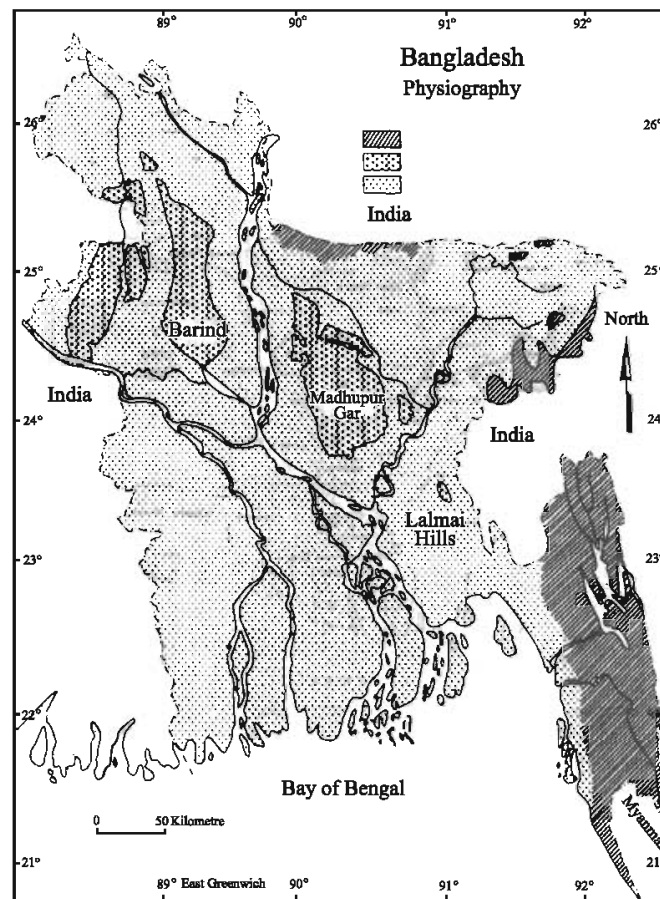 89° 90° 91° 92°
Bangladesh
Physiography
26° 26°
India
25° 25°
Barind
North
India
Madhupur
Gar.
24° 24°
India
Lalmai
Hills
23° 23°
22° 22°
Bay of Bengal
0 50 Kilometre
Myanma
21° 21°
89° East Greenwich 90° 91° 92°